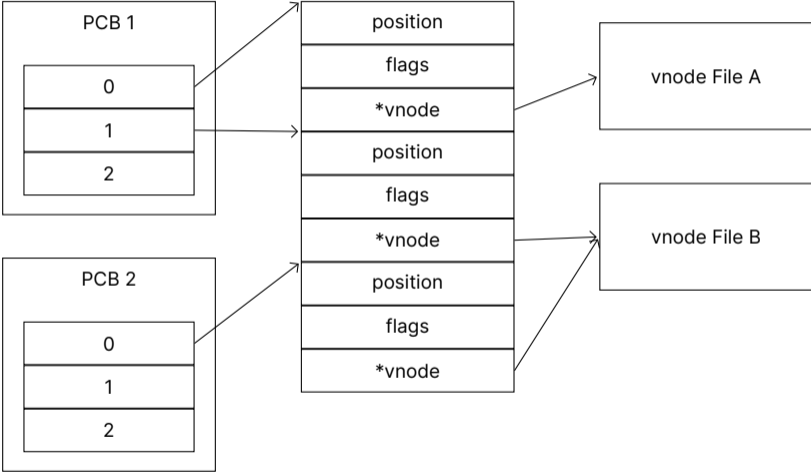 PCB 1
0
1
2
PCB 2
0
1
2
position
flags
*vnode
position
flags
*vnode
position
flags
*vnode
vnode File A
vnode File B